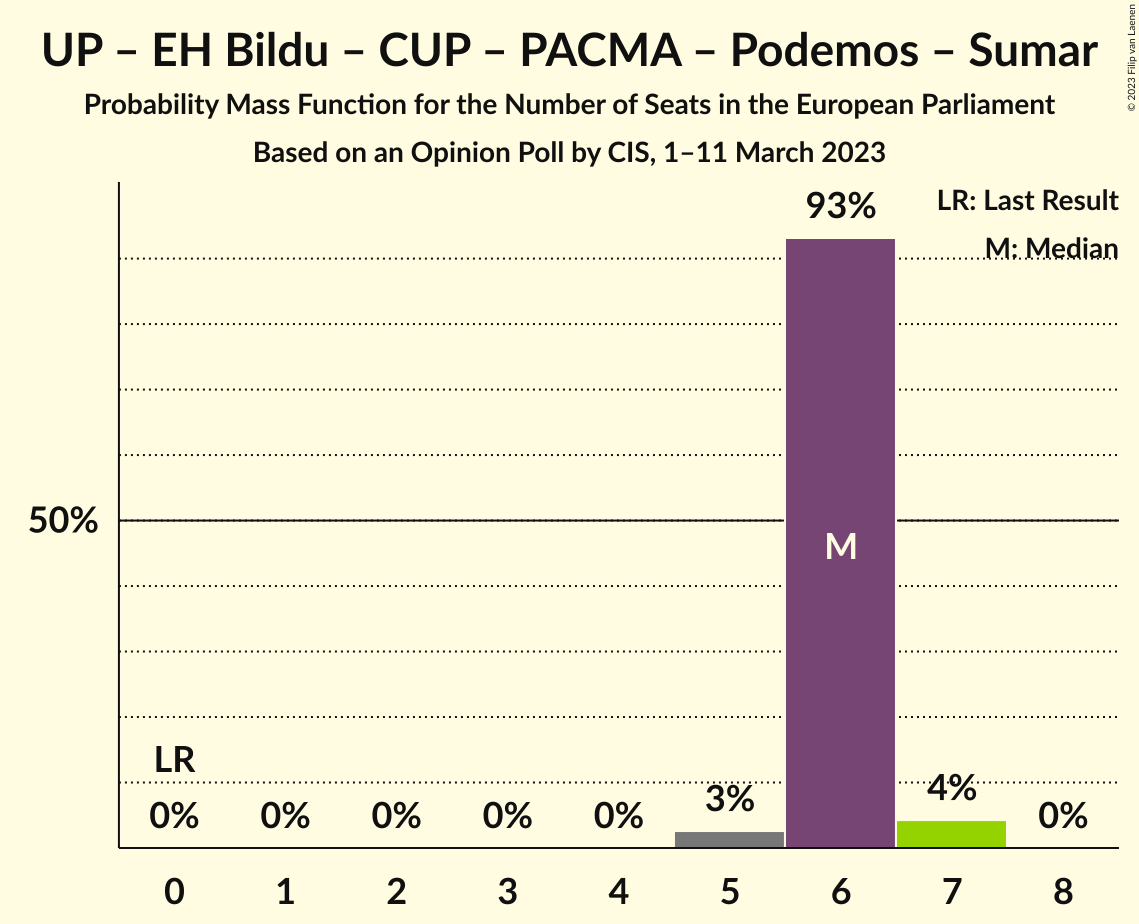 UP – EH Bildu – CUP – PACMA – Podemos – Sumar
Probability Mass Function for the Number of Seats in the European Parliament
Based on an Opinion Poll by CIS, 1–11 March 2023
© 2023 Filip van Laenen
LR: Last Result
M: Median
93%
50%
M
LR
0%
0%
0%
0%
0%
3%
4%
0%
0
1
2
3
4
5
6
7
8